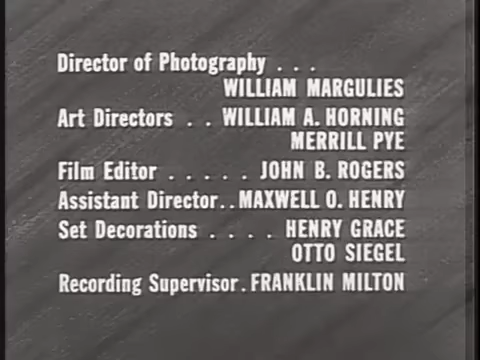 Director of Photography . . .
WILLIAM MARGULIES
Art Directors . . WILLIAM A. HORNING
MERRILL PYE
Film Editor . . . . . JOHN B. ROGERS
Assistant Director . . MAXWELL O. HENRY
Set Decorations . . . . HENRY GRACE
OTTO SIEGEL
Recording Supervisor . FRANKLIN MILTON